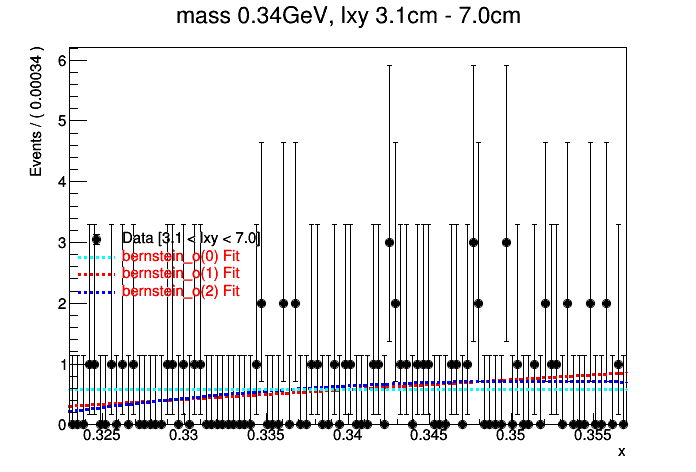 mass 0.34GeV, lxy 3.1cm - 7.0cm
Events / ( 0.00034 )
6
5
4
3
2
1
0
Data [3.1 < lxy < 7.0]
bernstein_o(0) Fit
bernstein_o(1) Fit
bernstein_o(2) Fit
0.325 0.33 0.335 0.34 0.345 0.35 0.355
x